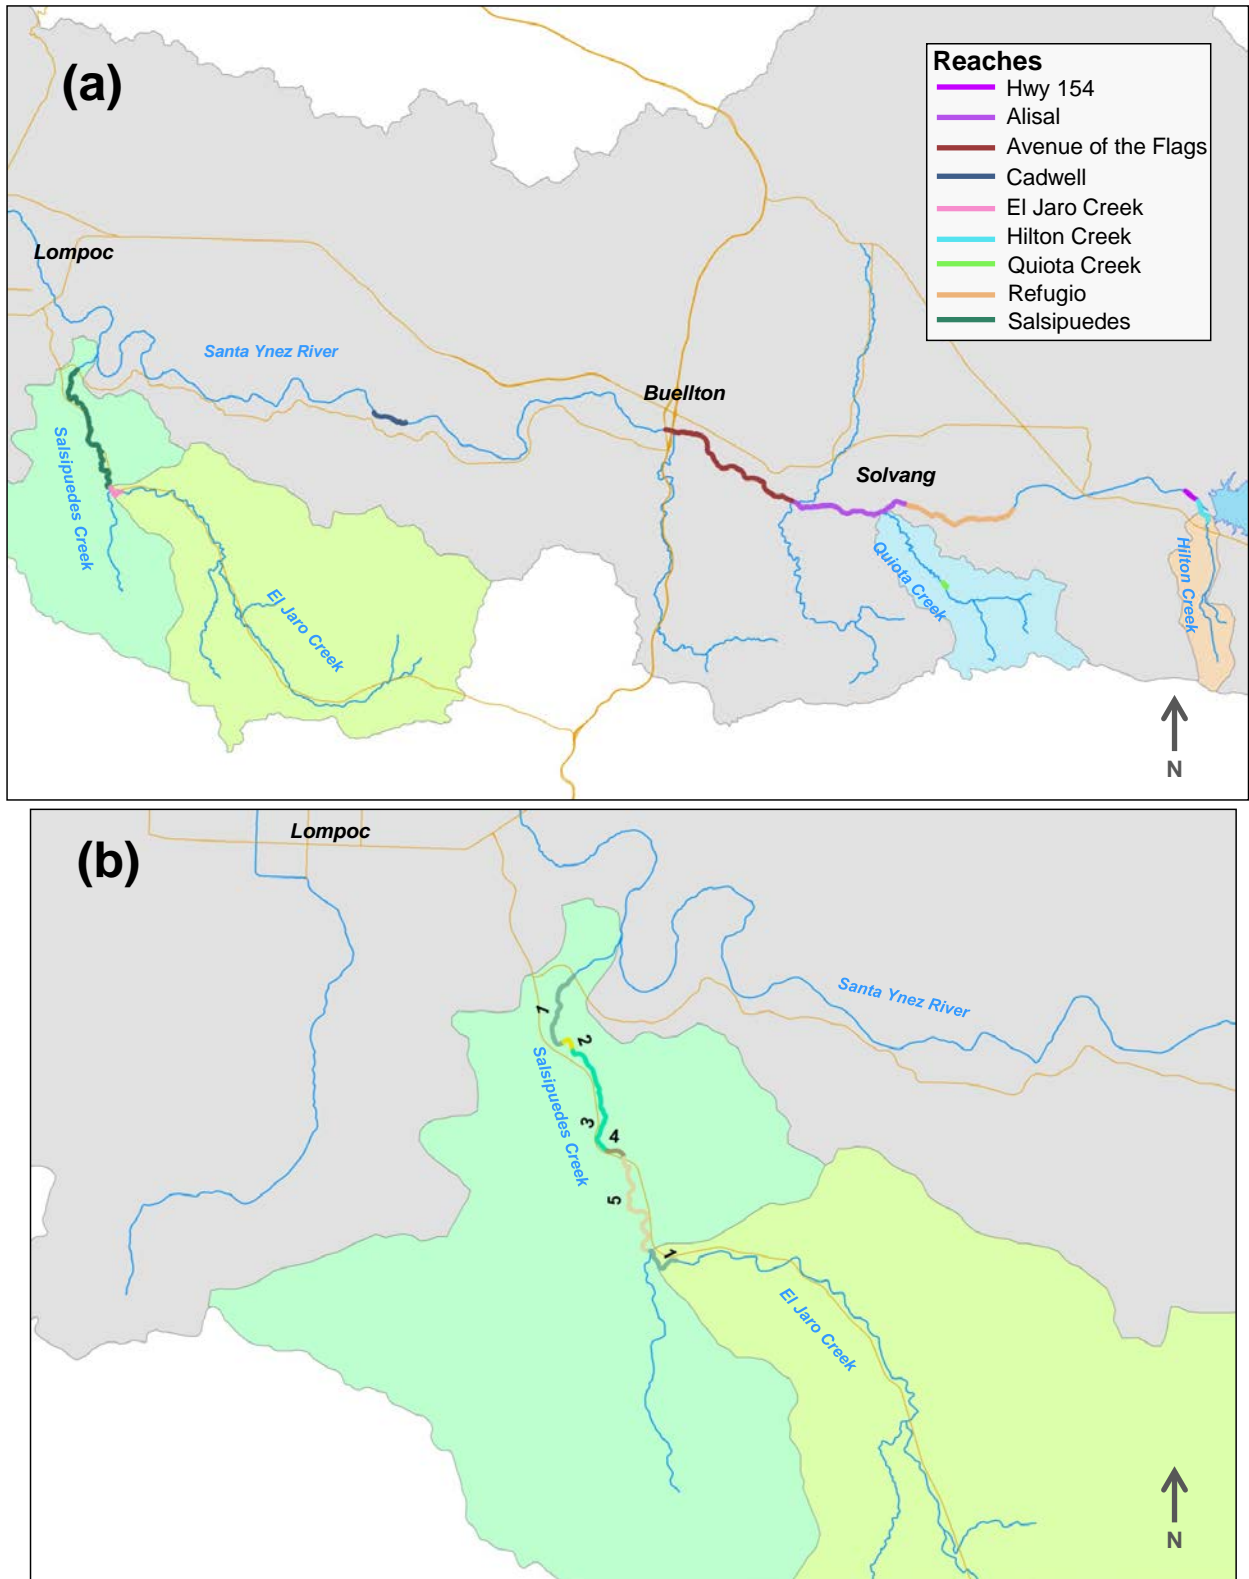 (a)
Reaches
Hwy 154
Alisal
Avenue of the Flags
Cadwell
El Jaro Creek
Hilton Creek
Quiota Creek
Refugio
Salsipuedes
Lompoc
Santa Ynez River
Buellton
Solvang
Salsipuedes Creek
El Jaro Creek
Quiota Creek
Hilton Creek
N
(b)
Lompoc
Santa Ynez River
1
2
Salsipuedes Creek
3
4
5
1
El Jaro Creek
N